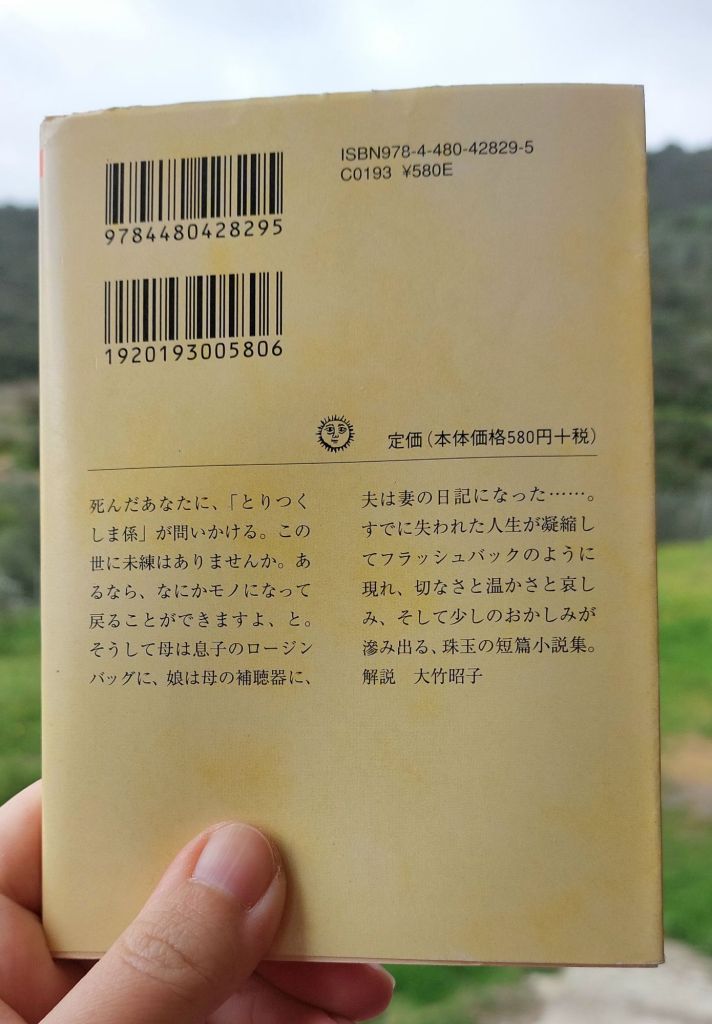 ISBN978-4-480-42829-5
C0193 ¥580E
9784480428295
1920193005806
定価(本体価格580円+税)
死んだあなたに、「とりつく
しま係」が問いかける。この
世に未練はありませんか。あ
るなら、なにかモノになって
戻ることができますよ、と。
そうして母は息子のロージン
バッグに、娘は母の補聴器に、
夫は妻の日記になった……。
すでに失われた人生が凝縮し
てフラッシュバックのように
現れ、切なさと温かさと哀し
み、そして少しのおかしみが
滲み出る、珠玉の短篇小説集。
解説 大竹昭子